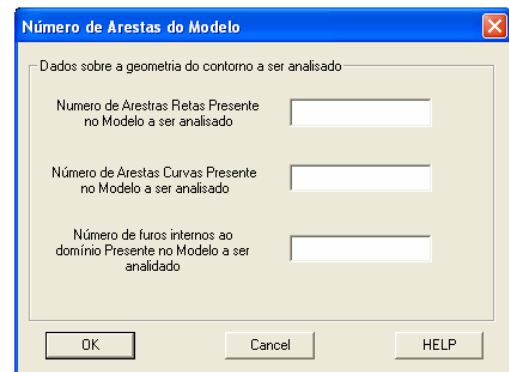 Número de Arestas do Modelo
Dados sobre a geometria do contorno a ser analisado
Numero de Arestras Retas Presente
no Modelo a ser analisado
Número de Arestas Curvas Presente
no Modelo a ser analisado
Número de furos internos ao
domínio Presente no Modelo a ser
analidado
OK
Cancel
HELP